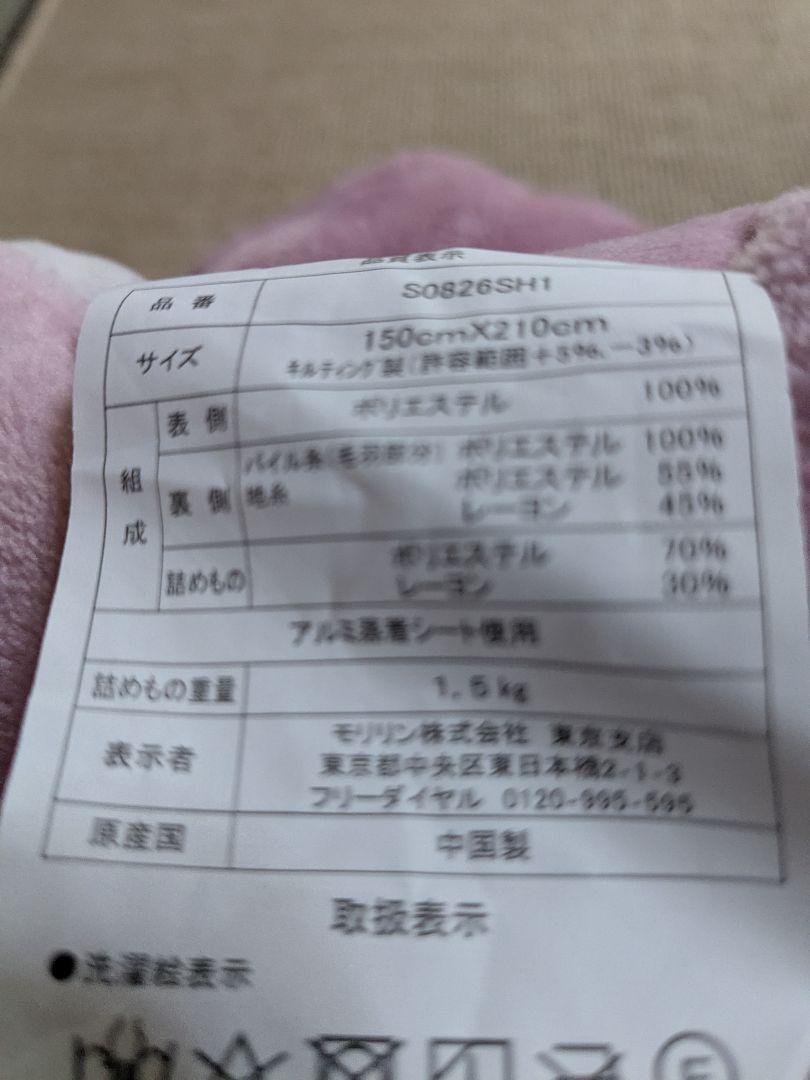 品質表示
品番 S0826SH1
サイズ 150cmX210cm
キルティング製(許容範囲+5%、-3%)
組成 表側 ポリエステル 100%
裏側 パイル糸(毛羽部分) ポリエステル 100%
地糸 ポリエステル 55%
レーヨン 45%
詰めもの ポリエステル 70%
レーヨン 30%
アルミ蒸着シート使用
詰めもの重量 1.5kg
表示者 モリリン株式会社 東京支店
東京都中央区東日本橋2-1-3
フリーダイヤル 0120-995-595
原産国 中国製
取扱表示
●洗濯絵表示
F